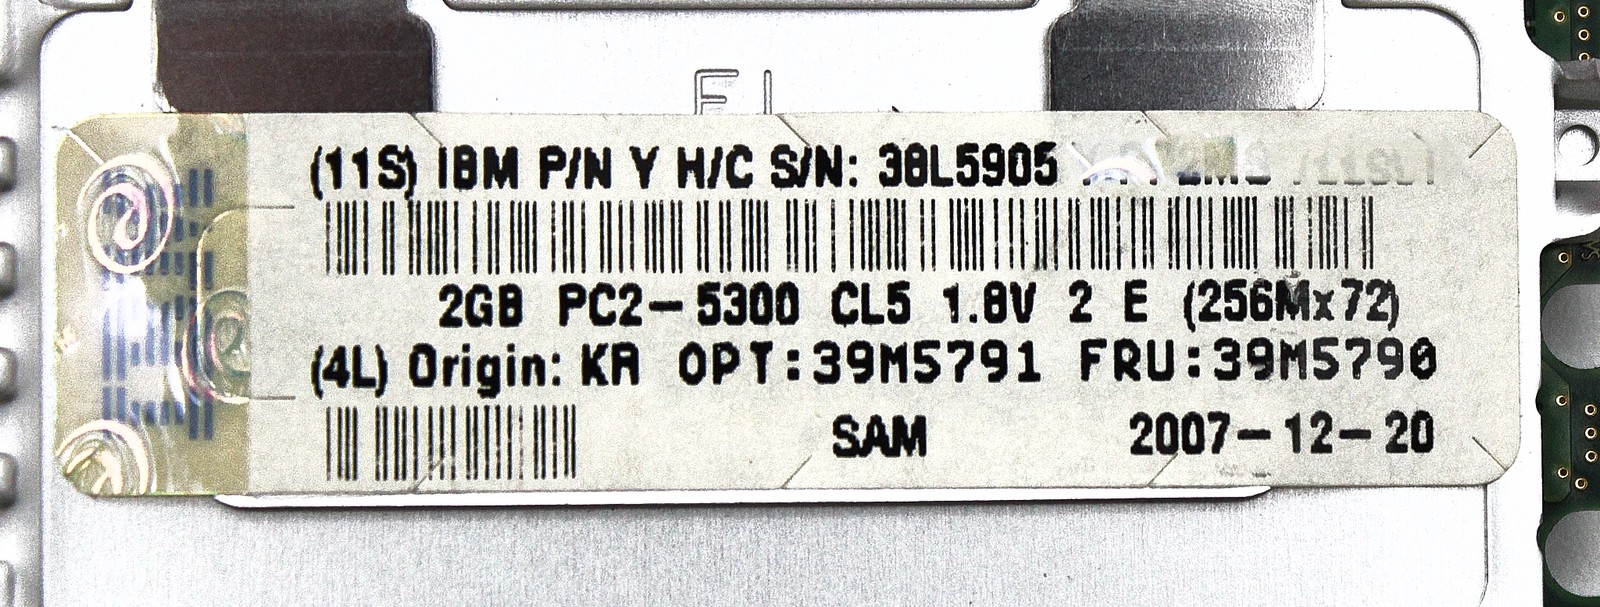 (11S) IBM P/N Y H/C S/N: 38L5905
2GB PC2-5300 CL5 1.8V 2 E (256Mx72)
(4L) Origin: KR OPT:39M5791 FRU:39M5790
SAM 2007-12-20